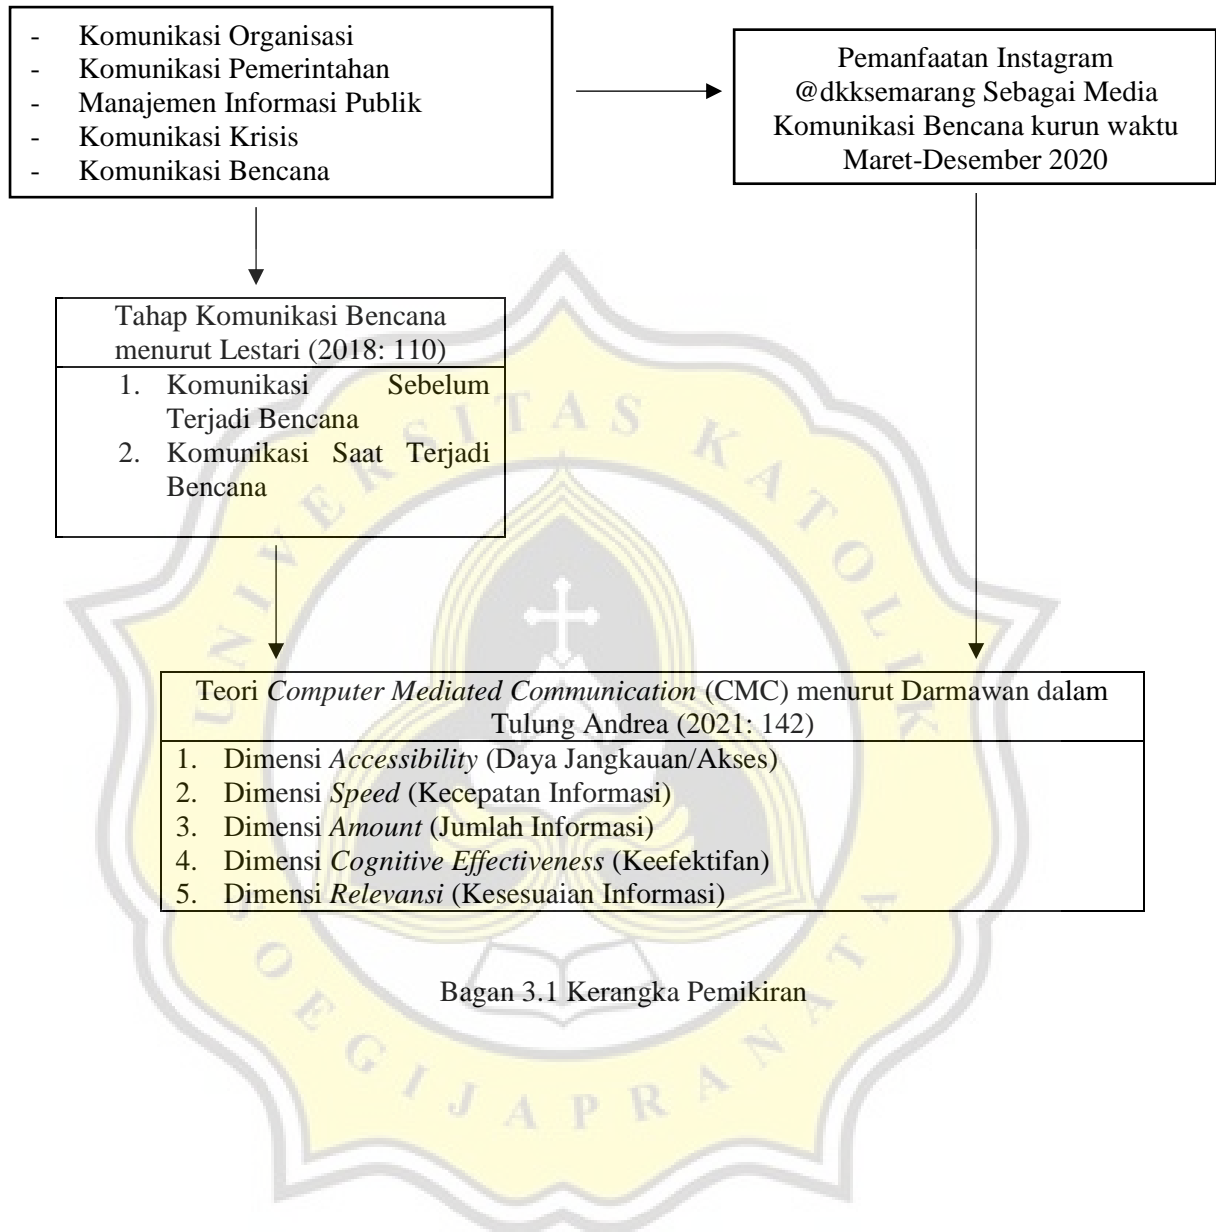 - Komunikasi Organisasi
- Komunikasi Pemerintahan
- Manajemen Informasi Publik
- Komunikasi Krisis
- Komunikasi Bencana
Pemanfaatan Instagram
@dkksemarang Sebagai Media
Komunikasi Bencana kurun waktu
Maret-Desember 2020
Tahap Komunikasi Bencana
menurut Lestari (2018: 110)
1. Komunikasi Sebelum
Terjadi Bencana
2. Komunikasi Saat Terjadi
Bencana
Teori Computer Mediated Communication (CMC) menurut Darmawan dalam
Tulung Andrea (2021: 142)
1. Dimensi Accessibility (Daya Jangkauan/Akses)
2. Dimensi Speed (Kecepatan Informasi)
3. Dimensi Amount (Jumlah Informasi)
4. Dimensi Cognitive Effectiveness (Keefektifan)
5. Dimensi Relevansi (Kesesuaian Informasi)
Bagan 3.1 Kerangka Pemikiran
UNIVERSITAS KATOLIK
SOEGIJAPRANATA